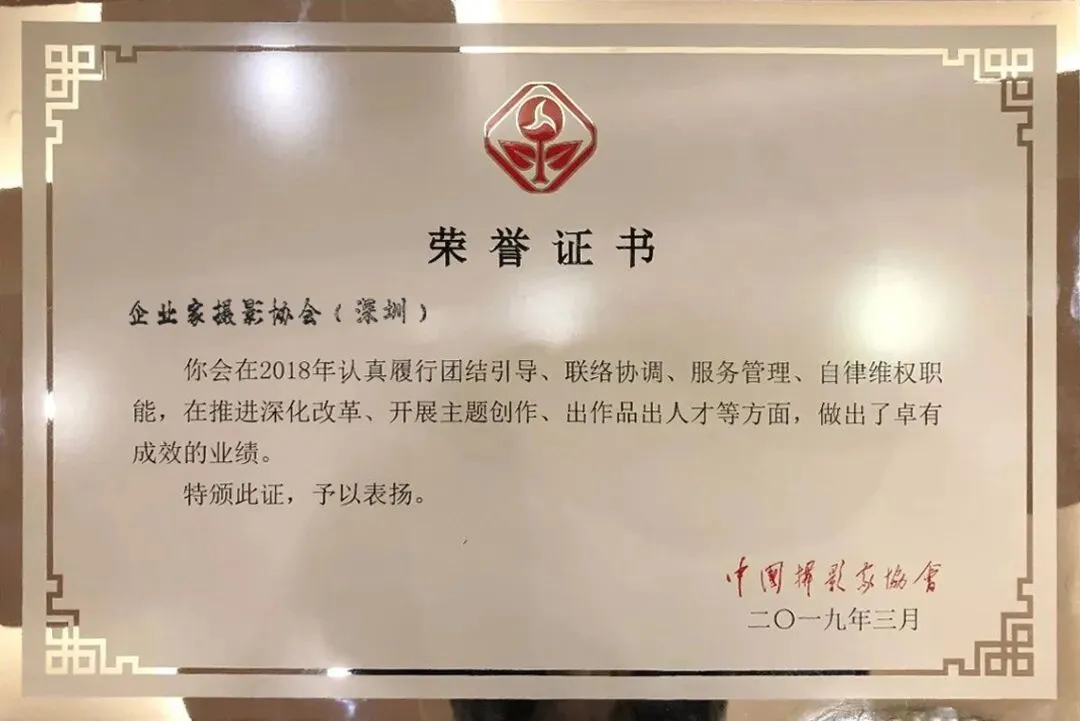 荣誉证书
企业家摄影协会（深圳）
你会在2018年认真履行团结引导、联络协调、服务管理、自律维权职
能，在推进深化改革、开展主题创作、出作品出人才等方面，做出了卓有
成效的业绩。
特颁此证，予以表扬。
中國攝影家協會
二〇一九年三月